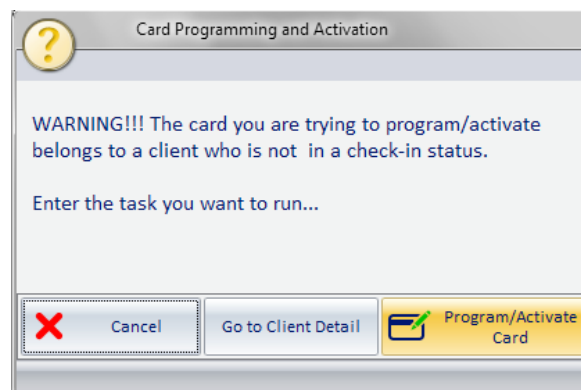 Card Programming and Activation
WARNING!!! The card you are trying to program/activate
belongs to a client who is not in a check-in status.
Enter the task you want to run...
Cancel
Go to Client Detail
Program/Activate
Card